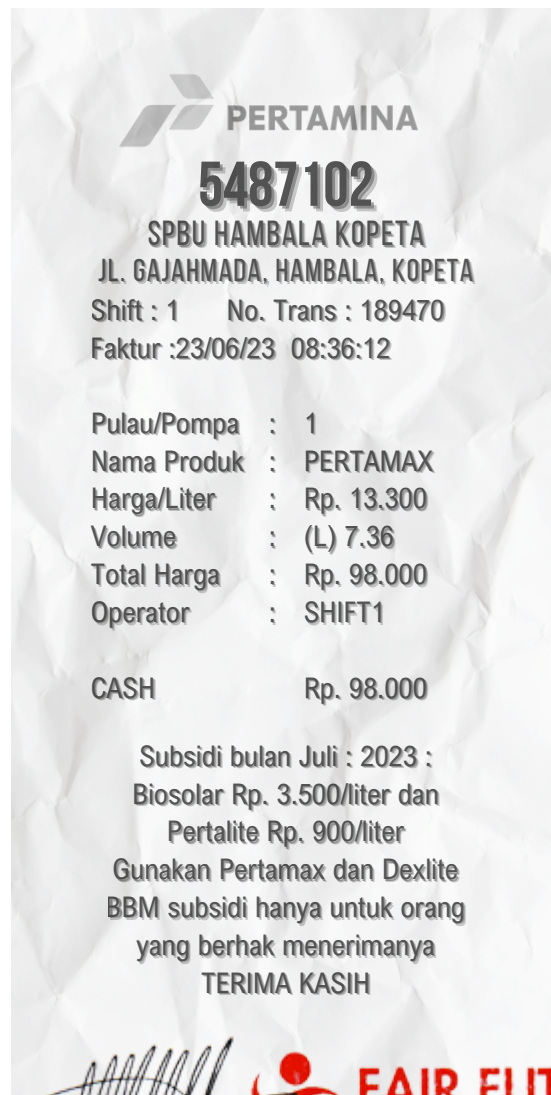 PERTAMINA
5487102
SPBU HAMBALA KOPETA
JL. GAJAHMADA, HAMBALA, KOPETA
Shift : 1 No. Trans : 189470
Faktur :23/06/23 08:36:12
Pulau/Pompa : 1
Nama Produk : PERTAMAX
Harga/Liter : Rp. 13.300
Volume : (L) 7.36
Total Harga : Rp. 98.000
Operator : SHIFT1
CASH Rp. 98.000
Subsidi bulan Juli : 2023 :
Biosolar Rp. 3.500/liter dan
Pertalite Rp. 900/liter
Gunakan Pertamax dan Dexlite
BBM subsidi hanya untuk orang
yang berhak menerimanya
TERIMA KASIH
FAIR